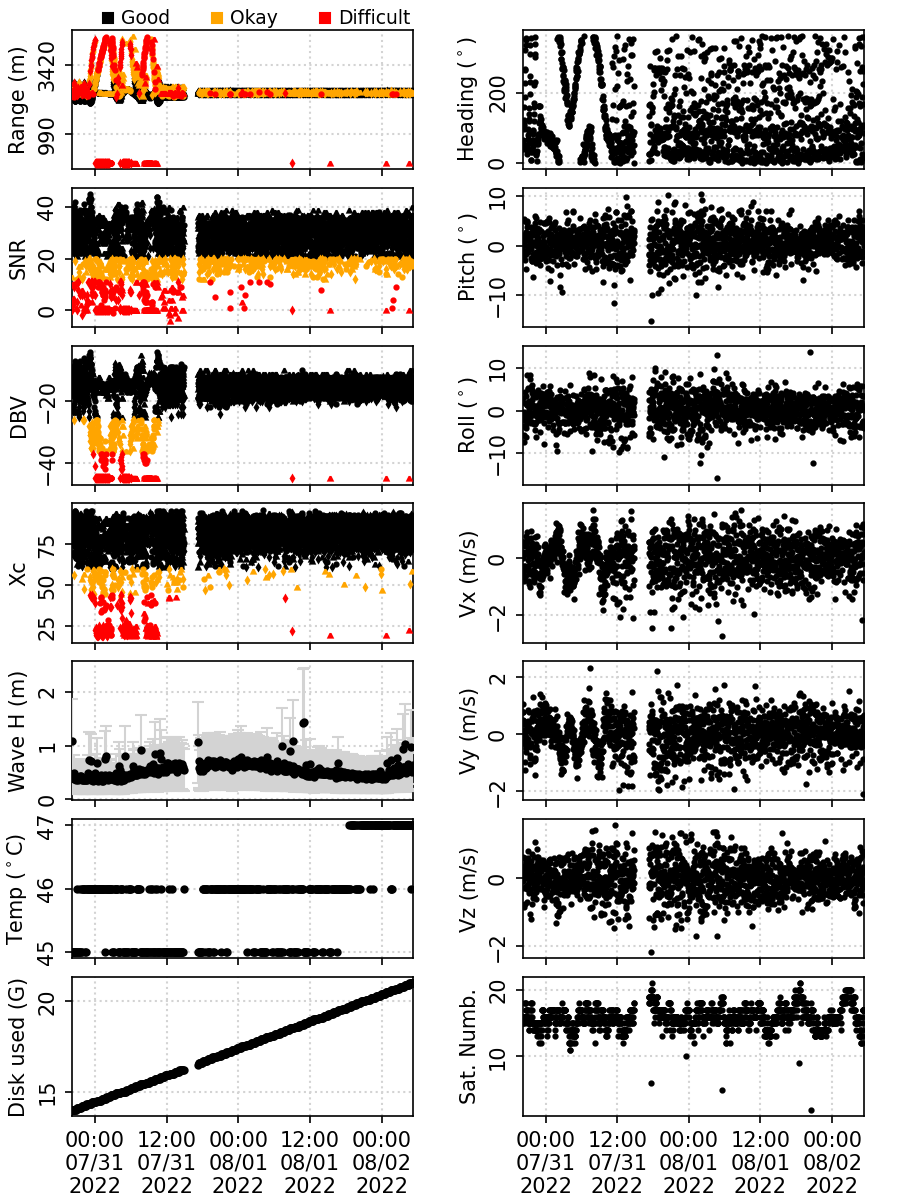 Good Okay Difficult
Range (m)
3420
990
Heading (°)
200
0
SNR
40
20
0
Pitch (°)
10
0
−10
DBV
−20
−40
Roll (°)
10
0
−10
Xc
75
50
25
Vx (m/s)
0
−2
Wave H (m)
2
1
0
Vy (m/s)
2
0
−2
Temp (°C)
47
46
45
Vz (m/s)
0
−2
Disk used (G)
20
15
Sat. Numb.
20
10
00:00 12:00 00:00 12:00 00:00
07/31 07/31 08/01 08/01 08/02
2022 2022 2022 2022 2022
00:00 12:00 00:00 12:00 00:00
07/31 07/31 08/01 08/01 08/02
2022 2022 2022 2022 2022